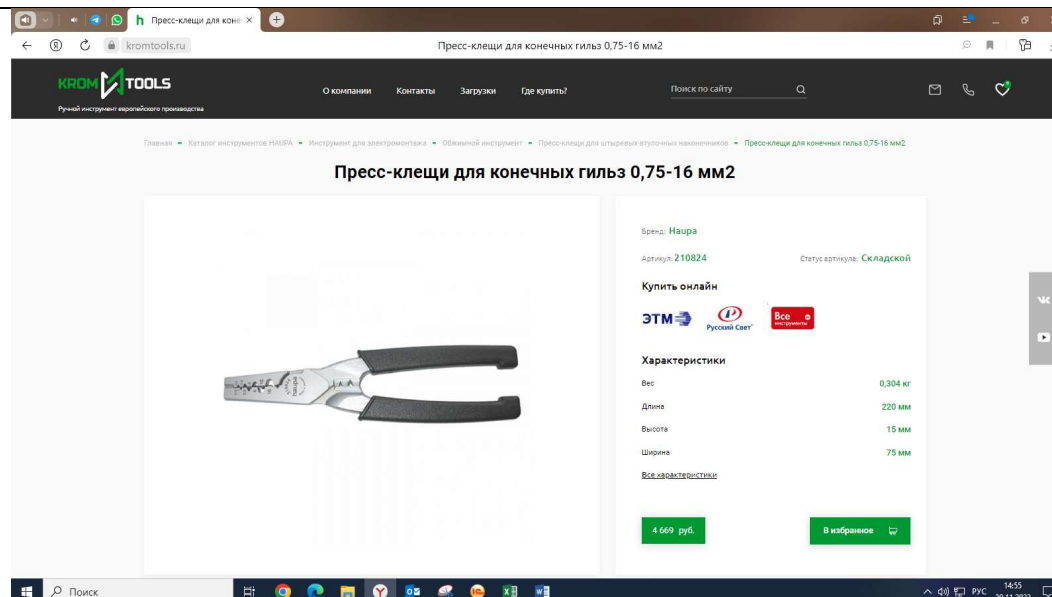 Пресс-клещи для коне
kromtools.ru
Пресс-клещи для конечных гильз 0,75-16 мм2
KROM TOOLS
Ручной инструмент европейского производства
О компании Контакты Загрузки Где купить?
Поиск по сайту
Главная Каталог инструментов HAUPA Инструмент для электромонтажа Обжимной инструмент Пресс-клещи для штыревых втулочных наконечников Пресс-клещи для конечных гильз 0,75-16 мм2
Пресс-клещи для конечных гильз 0,75-16 мм2
Бренд: Haupa
Артикул: 210824 Статус артикула: Складской
Купить онлайн
ЭТМ Русский Свет Все инструменты
Характеристики
Вес 0,304 кг
Длина 220 мм
Высота 15 мм
Ширина 75 мм
Все характеристики
4 669 руб. В избранное
haupa
Поиск
РУС 14:55